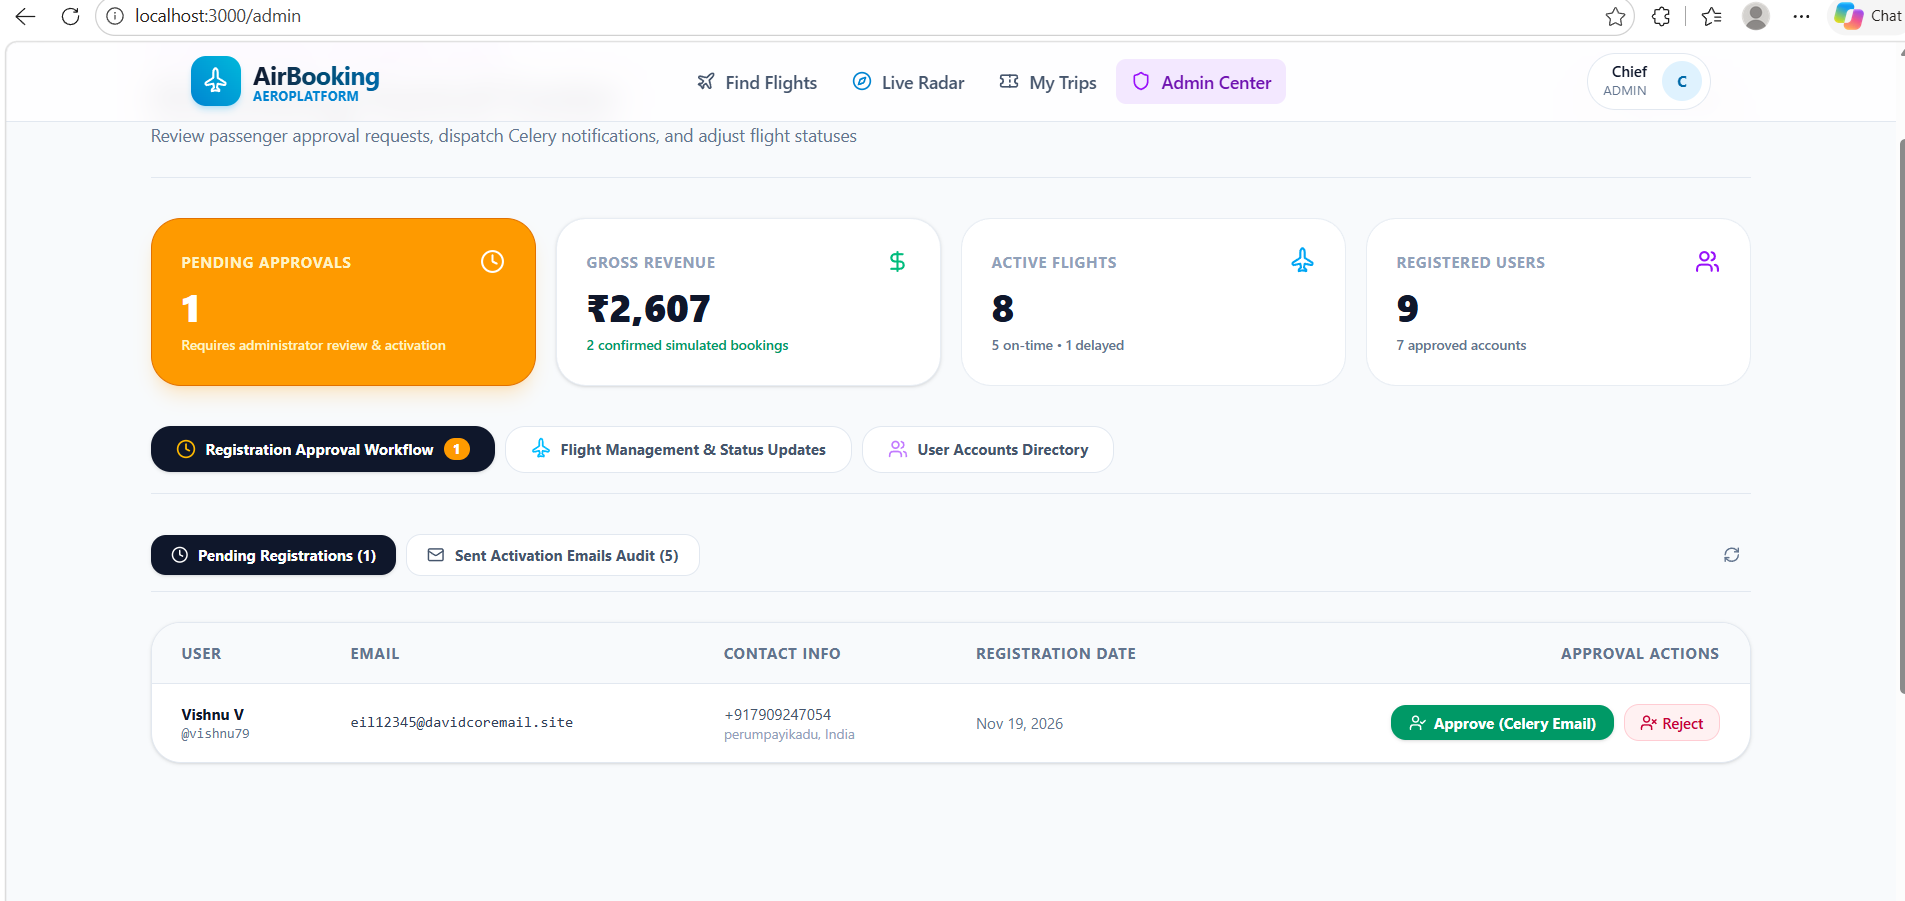 localhost:3000/admin
Chat
AirBooking
AEROPLATFORM
Find Flights
Live Radar
My Trips
Admin Center
Chief
ADMIN
C
Review passenger approval requests, dispatch Celery notifications, and adjust flight statuses
PENDING APPROVALS
1
Requires administrator review & activation
GROSS REVENUE
₹2,607
2 confirmed simulated bookings
ACTIVE FLIGHTS
8
5 on-time • 1 delayed
REGISTERED USERS
9
7 approved accounts
Registration Approval Workflow 1
Flight Management & Status Updates
User Accounts Directory
Pending Registrations (1)
Sent Activation Emails Audit (5)
USER EMAIL CONTACT INFO REGISTRATION DATE APPROVAL ACTIONS
Vishnu V
@vishnu79
eil12345@davidcoremail.site
+917909247054
perumpayikadu, India
Nov 19, 2026
Approve (Celery Email)
Reject